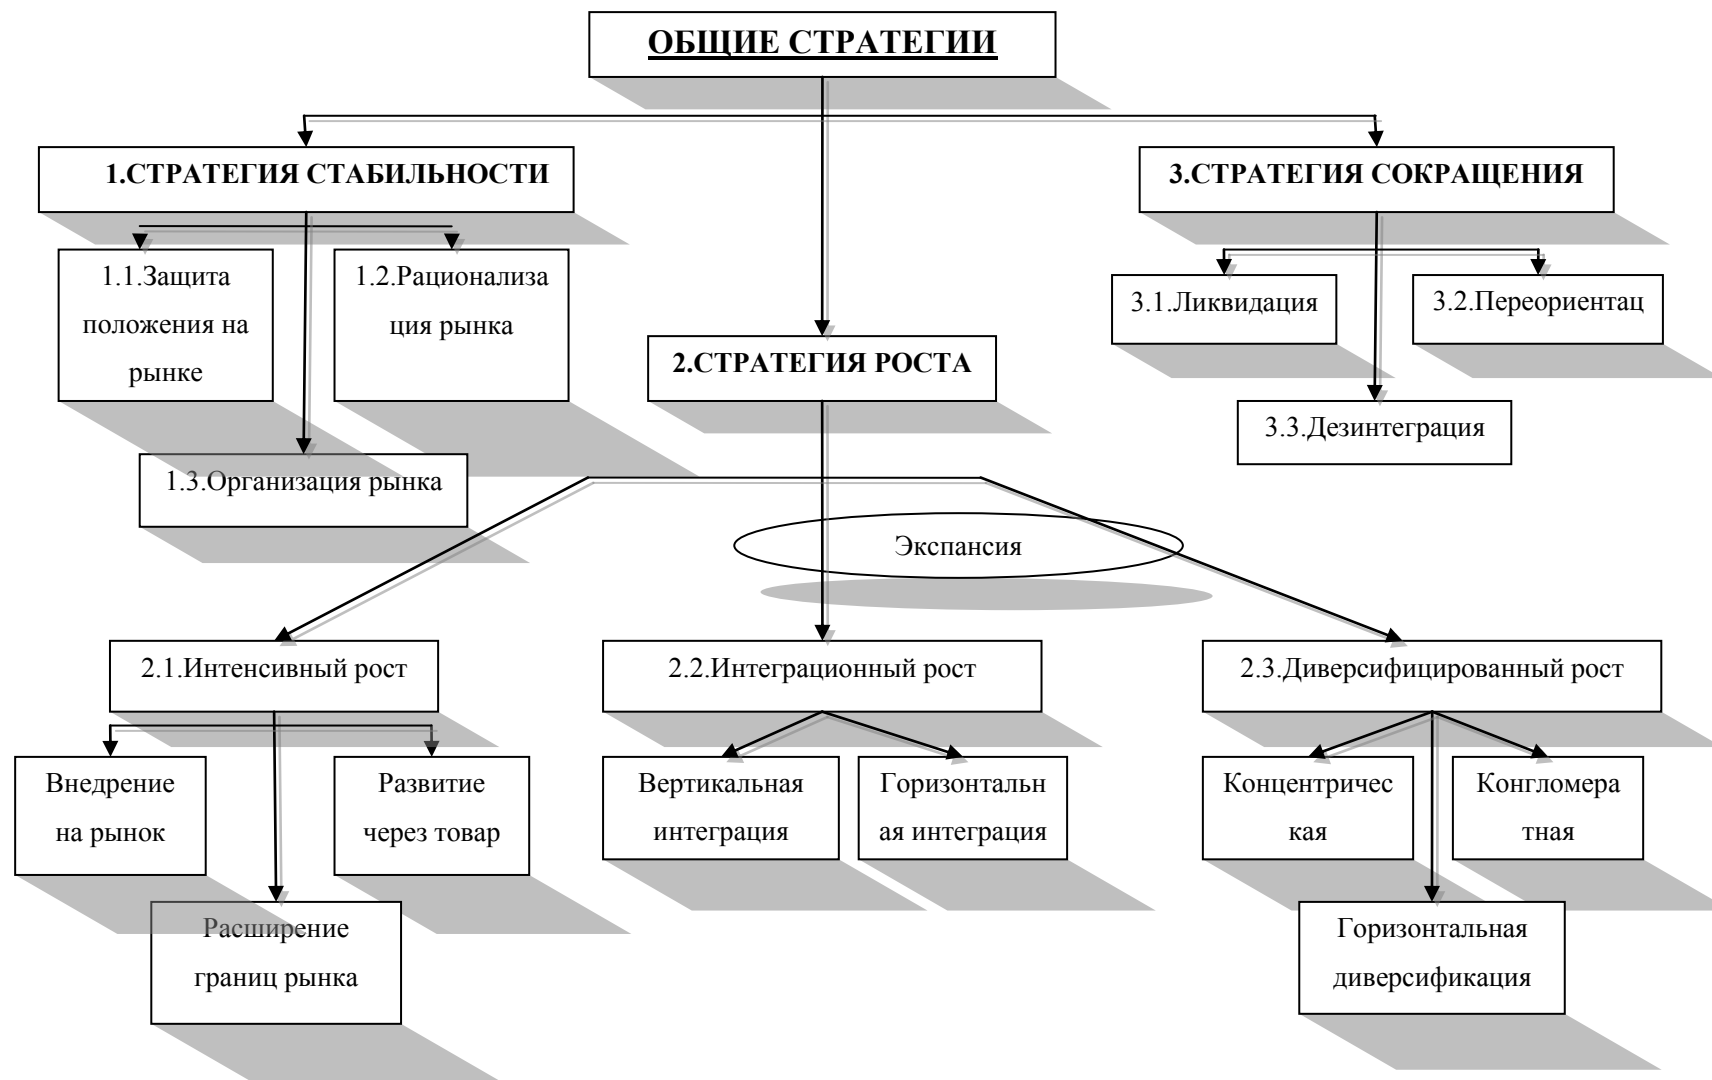 ОБЩИЕ СТРАТЕГИИ
1.СТРАТЕГИЯ СТАБИЛЬНОСТИ
3.СТРАТЕГИЯ СОКРАЩЕНИЯ
1.1.Защита
положения на
рынке
1.2.Рационализа
ция рынка
3.1.Ликвидация
3.2.Переориентац
2.СТРАТЕГИЯ РОСТА
3.3.Дезинтеграция
1.3.Организация рынка
Экспансия
2.1.Интенсивный рост
2.2.Интеграционный рост
2.3.Диверсифицированный рост
Внедрение
на рынок
Развитие
через товар
Вертикальная
интеграция
Горизонтальн
ая интеграция
Концентричес
кая
Конгломера
тная
Расширение
границ рынка
Горизонтальная
диверсификация